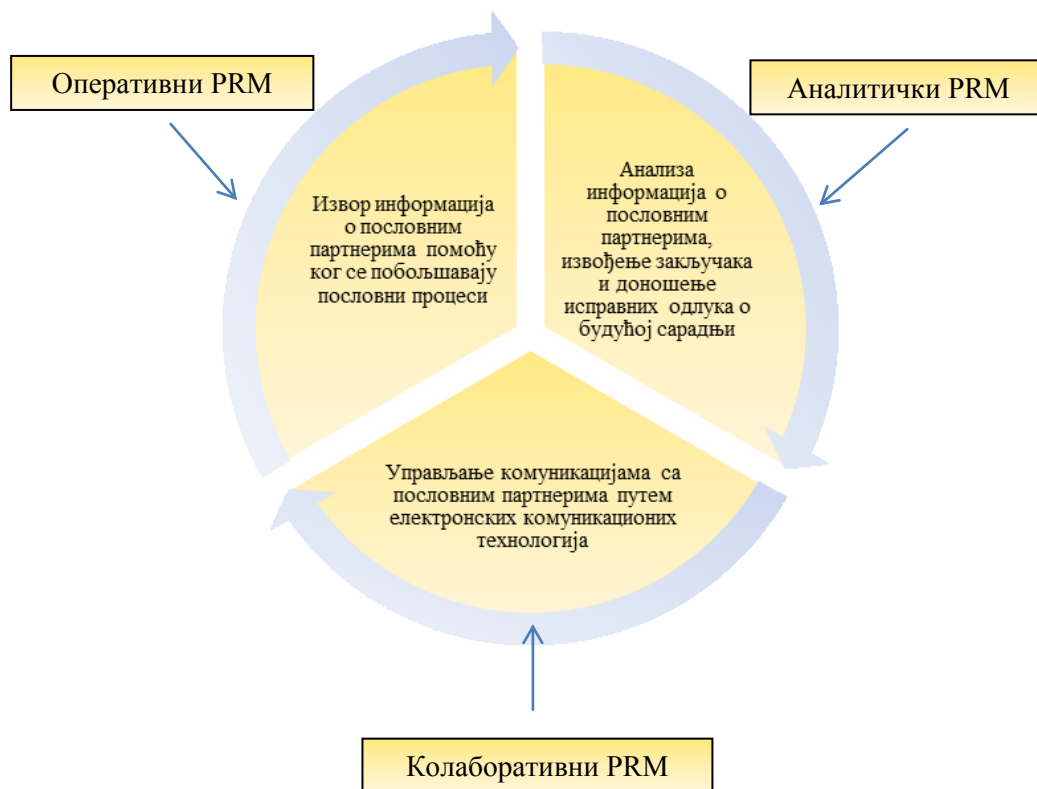 Оперативни PRM
Аналитички PRM
Извор информација
о пословним
партнерима помоћу
ког се побољшавају
пословни процеси
Анализа
информација о
пословним
партнерима,
извођење закључака
и доношење
исправних одлука о
будућој сарадњи
Управљање комуникацијама са
пословним партнерима путем
електронских комуникационих
технологија
Колаборативни PRM